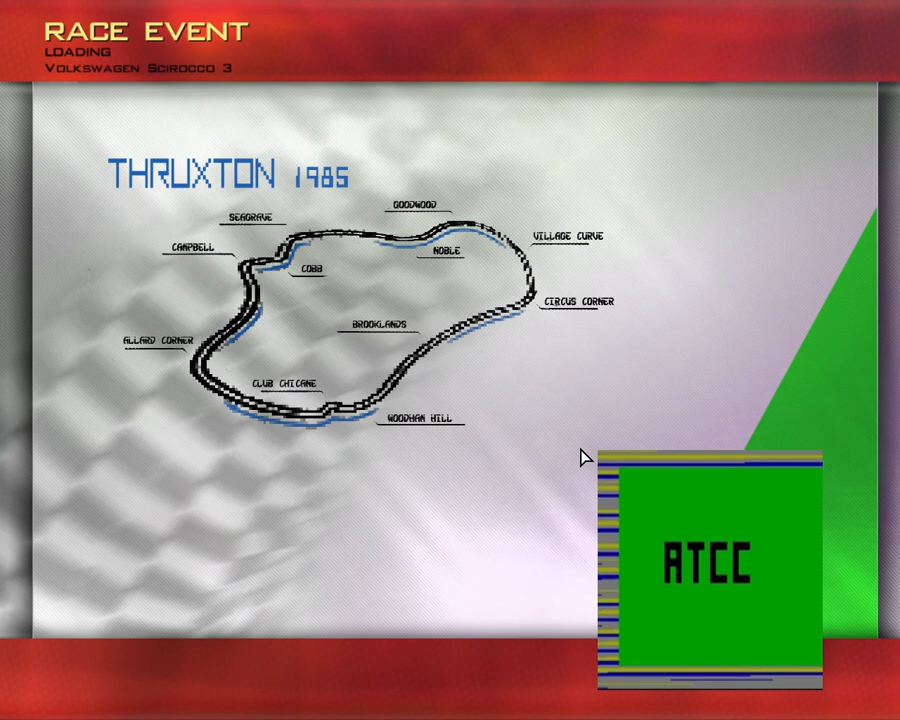 RACE EVENT
LOADING
VOLKSWAGEN SCIROCCO 3
THRUXTON 1985
GOODWOOD
SEAGRAVE
VILLAGE CURVE
CAMPBELL
NOBLE
COBB
CIRCUS CORNER
BROOKLANDS
ALLARD CORNER
CLUB CHICANE
WOODHAM HILL
ATCC